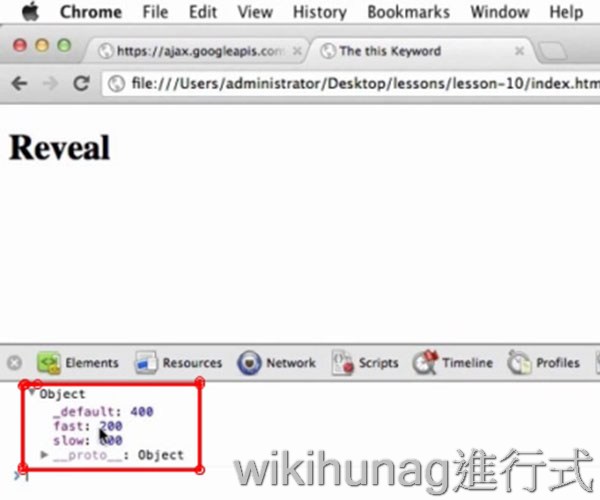 Chrome File Edit View History Bookmarks Window Help
https://ajax.googleapis.com The this Keyword
file:///Users/administrator/Desktop/lessons/lesson-10/index.htm
Reveal
Elements Resources Network Scripts Timeline Profiles
Object
_default: 400
fast: 200
slow: 600
__proto__: Object
wikihunag進行式